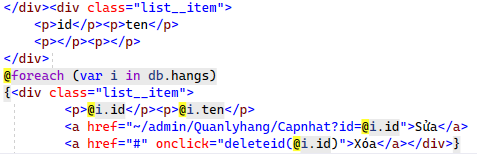 </div><div class="list__item">
<p>id</p><p>ten</p>
<p></p><p></p>
</div>
@foreach (var i in db.hangs)
{<div class="list__item">
<p>@i.id</p><p>@i.ten</p>
<a href="~/admin/Quanlyhang/Capnhat?id=@i.id">Sửa</a>
<a href="#" onclick="deleteid(@i.id)">Xóa</a></div>}